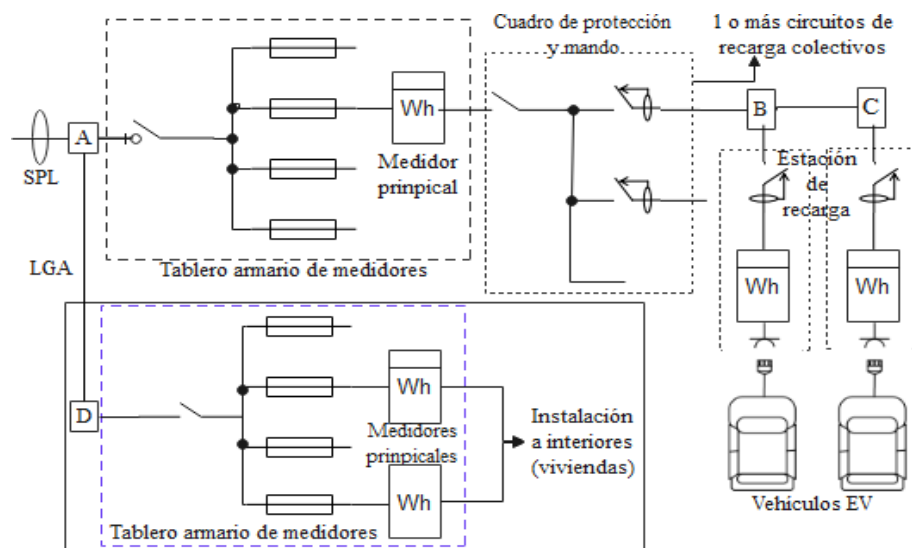 Cuadro de protección
y mando
1 o más circuitos de
recarga colectivos
Wh
A
B
C
SPL
Medidor
prinpical
Estación
de
recarga
LGA
Tablero armario de medidores
Wh
Wh
D
Wh
Medidores
prinpicales
Wh
Instalación
a interiores
(viviendas)
Tablero armario de medidores
Vehículos EV